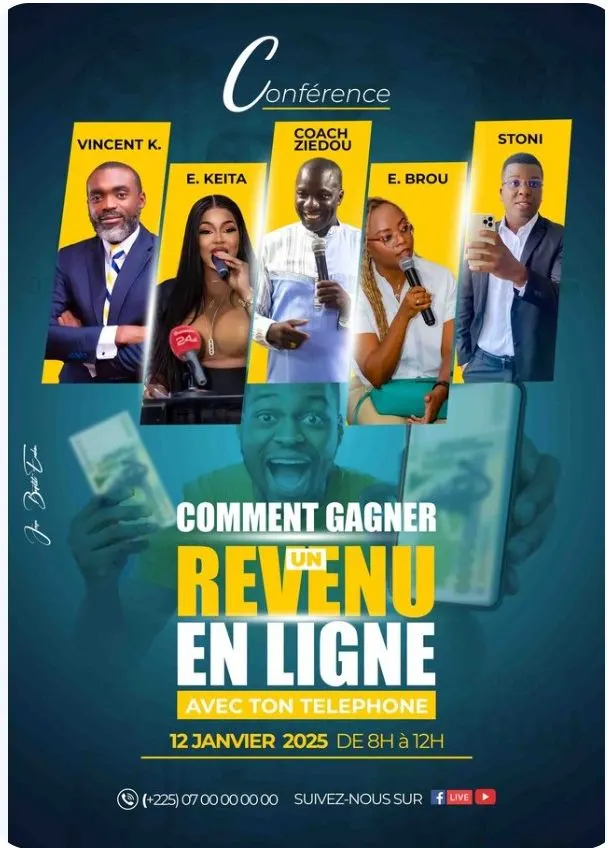 Conférence
VINCENT K.
E. KEITA
COACH
ZIEDOU
E. BROU
STONI
24
COMMENT GAGNER
UN
REVENU
EN LIGNE
AVEC TON TELEPHONE
12 JANVIER 2025 DE 8H à 12H
(+225) 07 00 00 00 00 SUIVEZ-NOUS SUR f LIVE